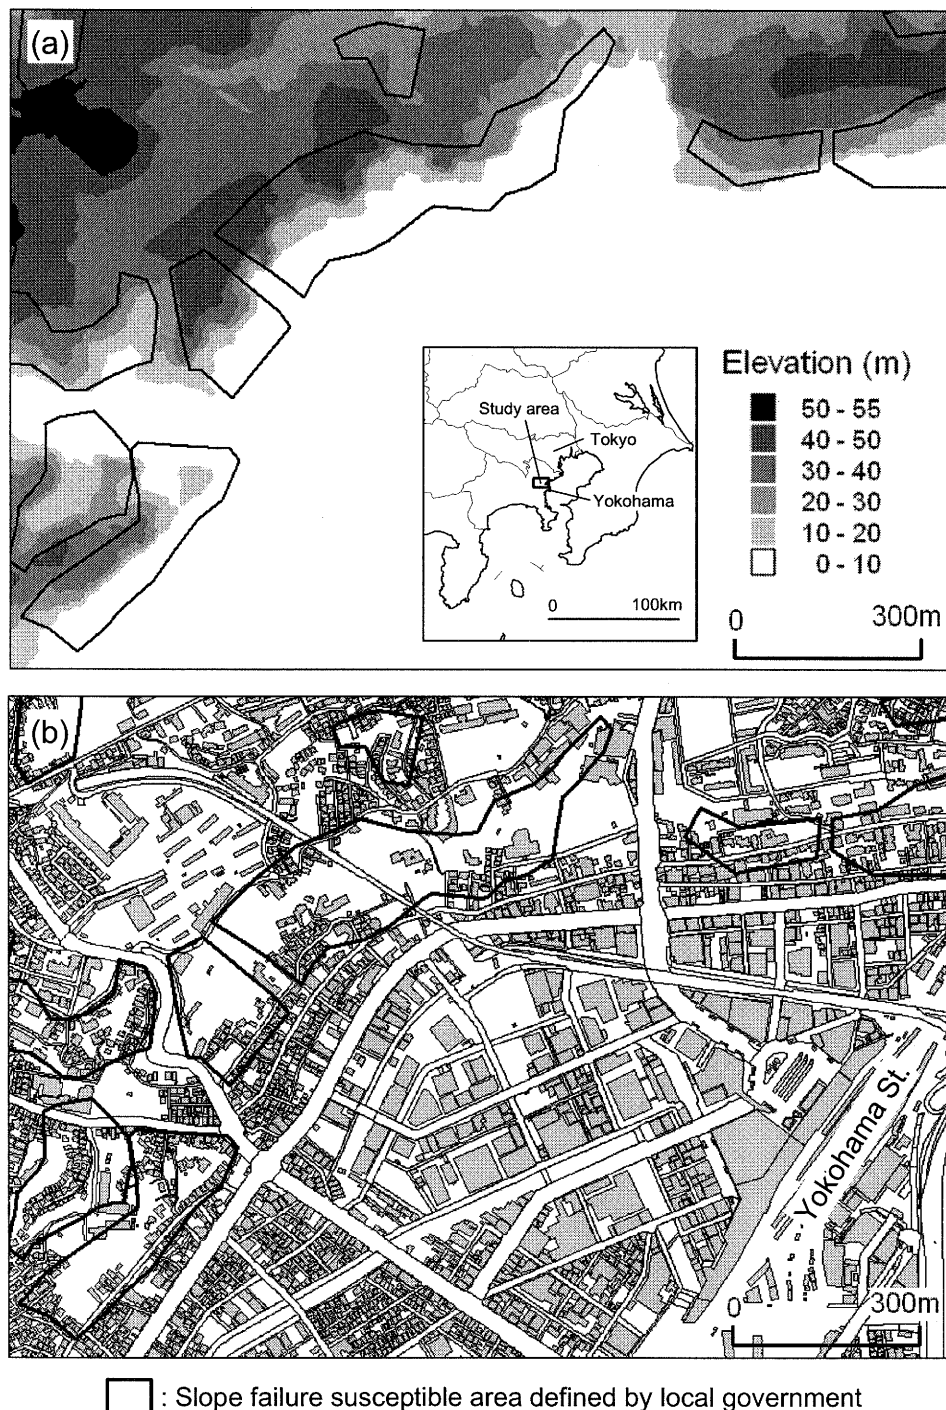 (a)
Study area
Tokyo
Yokohama
0 100km
Elevation (m)
50 - 55
40 - 50
30 - 40
20 - 30
10 - 20
0 - 10
0 300m
(b)
Yokohama St.
0 300m
: Slope failure susceptible area defined by local government